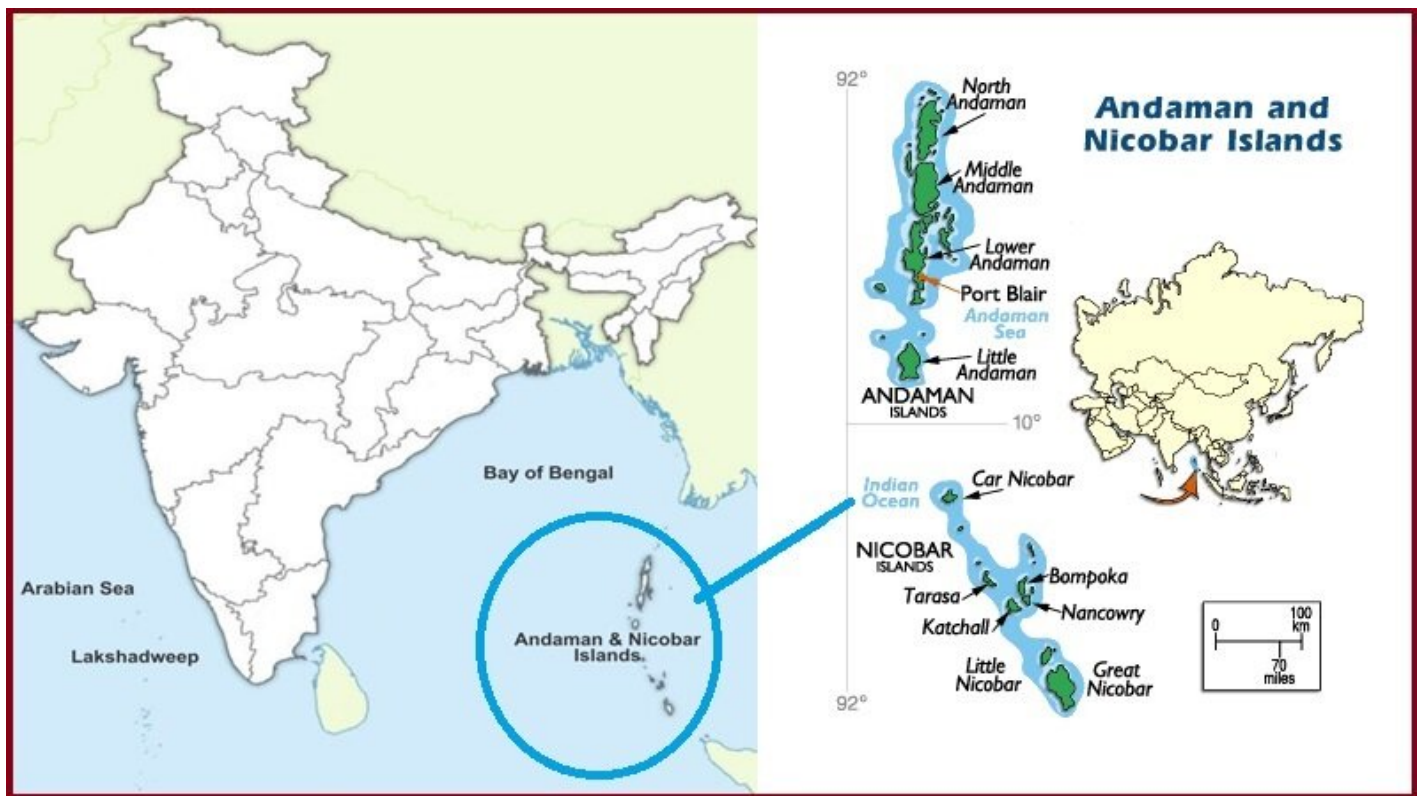 Bay of Bengal
Arabian Sea
Lakshadweep
Andaman & Nicobar
Islands
Andaman and
Nicobar Islands
92°
North
Andaman
Middle
Andaman
Lower
Andaman
Port Blair
Andaman
Sea
Little
Andaman
ANDAMAN
ISLANDS
10°
Indian
Ocean
Car Nicobar
NICOBAR
ISLANDS
Bompoka
Tarasa
Nancowry
Katchall
Little
Nicobar
Great
Nicobar
92°
0
100
km
70
miles